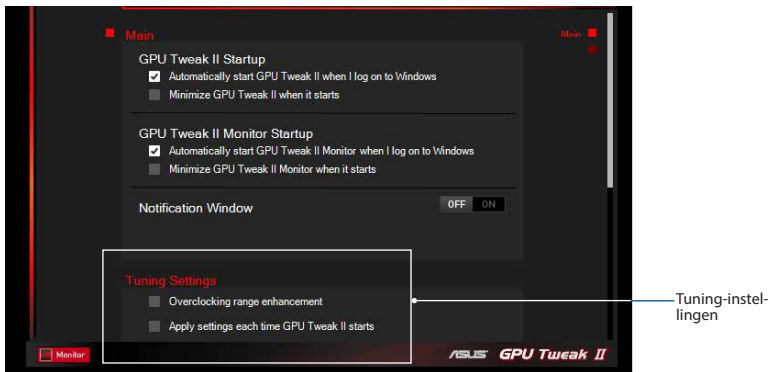 Main
Main
GPU Tweak II Startup
Automatically start GPU Tweak II when I log on to Windows
Minimize GPU Tweak II when it starts
GPU Tweak II Monitor Startup
Automatically start GPU Tweak II Monitor when I log on to Windows
Minimize GPU Tweak II Monitor when it starts
Notification Window
OFF ON
Tuning Settings
Overclocking range enhancement
Apply settings each time GPU Tweak II starts
Tuning-instel-
lingen
Monitor
ASUS GPU Tweak II